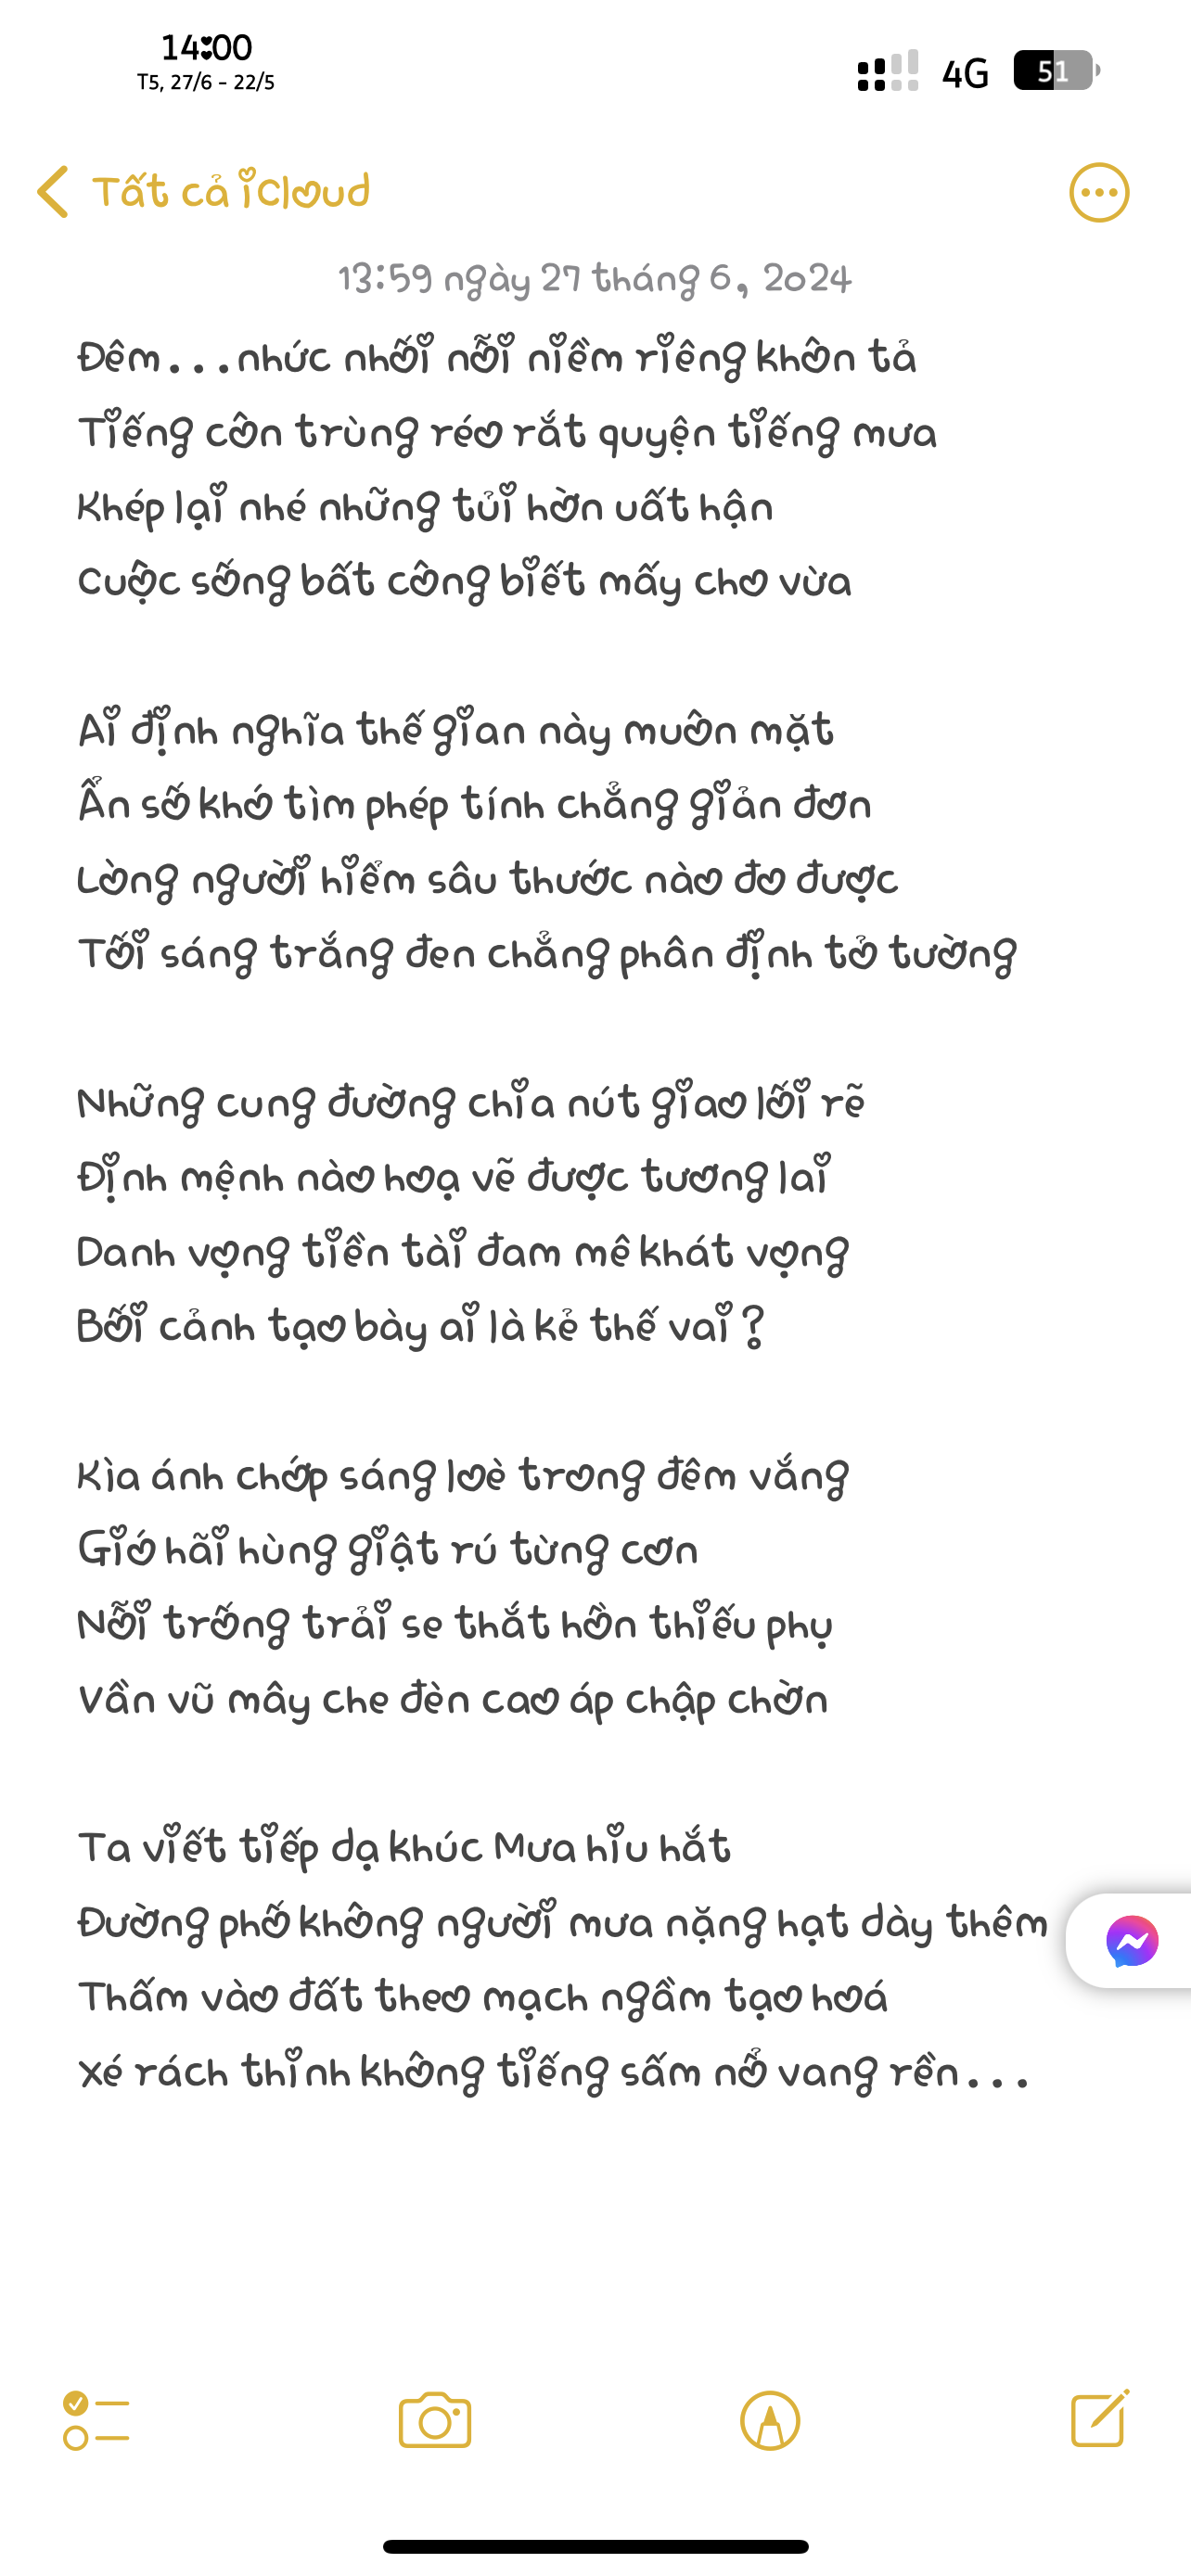 14:00
T5, 27/6 - 22/5
4G
51
Tất cả iCloud
13:59 ngày 27 tháng 6, 2024
Đêm...nhức nhối nỗi niềm riêng khôn tả
Tiếng côn trùng réo rắt quyện tiếng mưa
Khép lại nhé những tủi hờn uất hận
Cuộc sống bất công biết mấy cho vừa
Ai định nghĩa thế gian này muôn mặt
Ẩn số khó tìm phép tính chẳng giản đơn
Lòng người hiểm sâu thước nào đo được
Tối sáng trắng đen chẳng phân định tỏ tường
Những cung đường chia nút giao lối rẽ
Định mệnh nào hoạ vẽ được tương lai
Danh vọng tiền tài đam mê khát vọng
Bối cảnh tạo bày ai là kẻ thế vai?
Kìa ánh chớp sáng loè trong đêm vắng
Gió hãi hùng giật rú từng cơn
Nỗi trống trải se thắt hồn thiếu phụ
Vần vũ mây che đèn cao áp chập chờn
Ta viết tiếp dạ khúc Mưa hiu hắt
Đường phố không người mưa nặng hạt dày thêm
Thấm vào đất theo mạch ngầm tạo hoá
Xé rách thinh không tiếng sấm nổ vang rền...